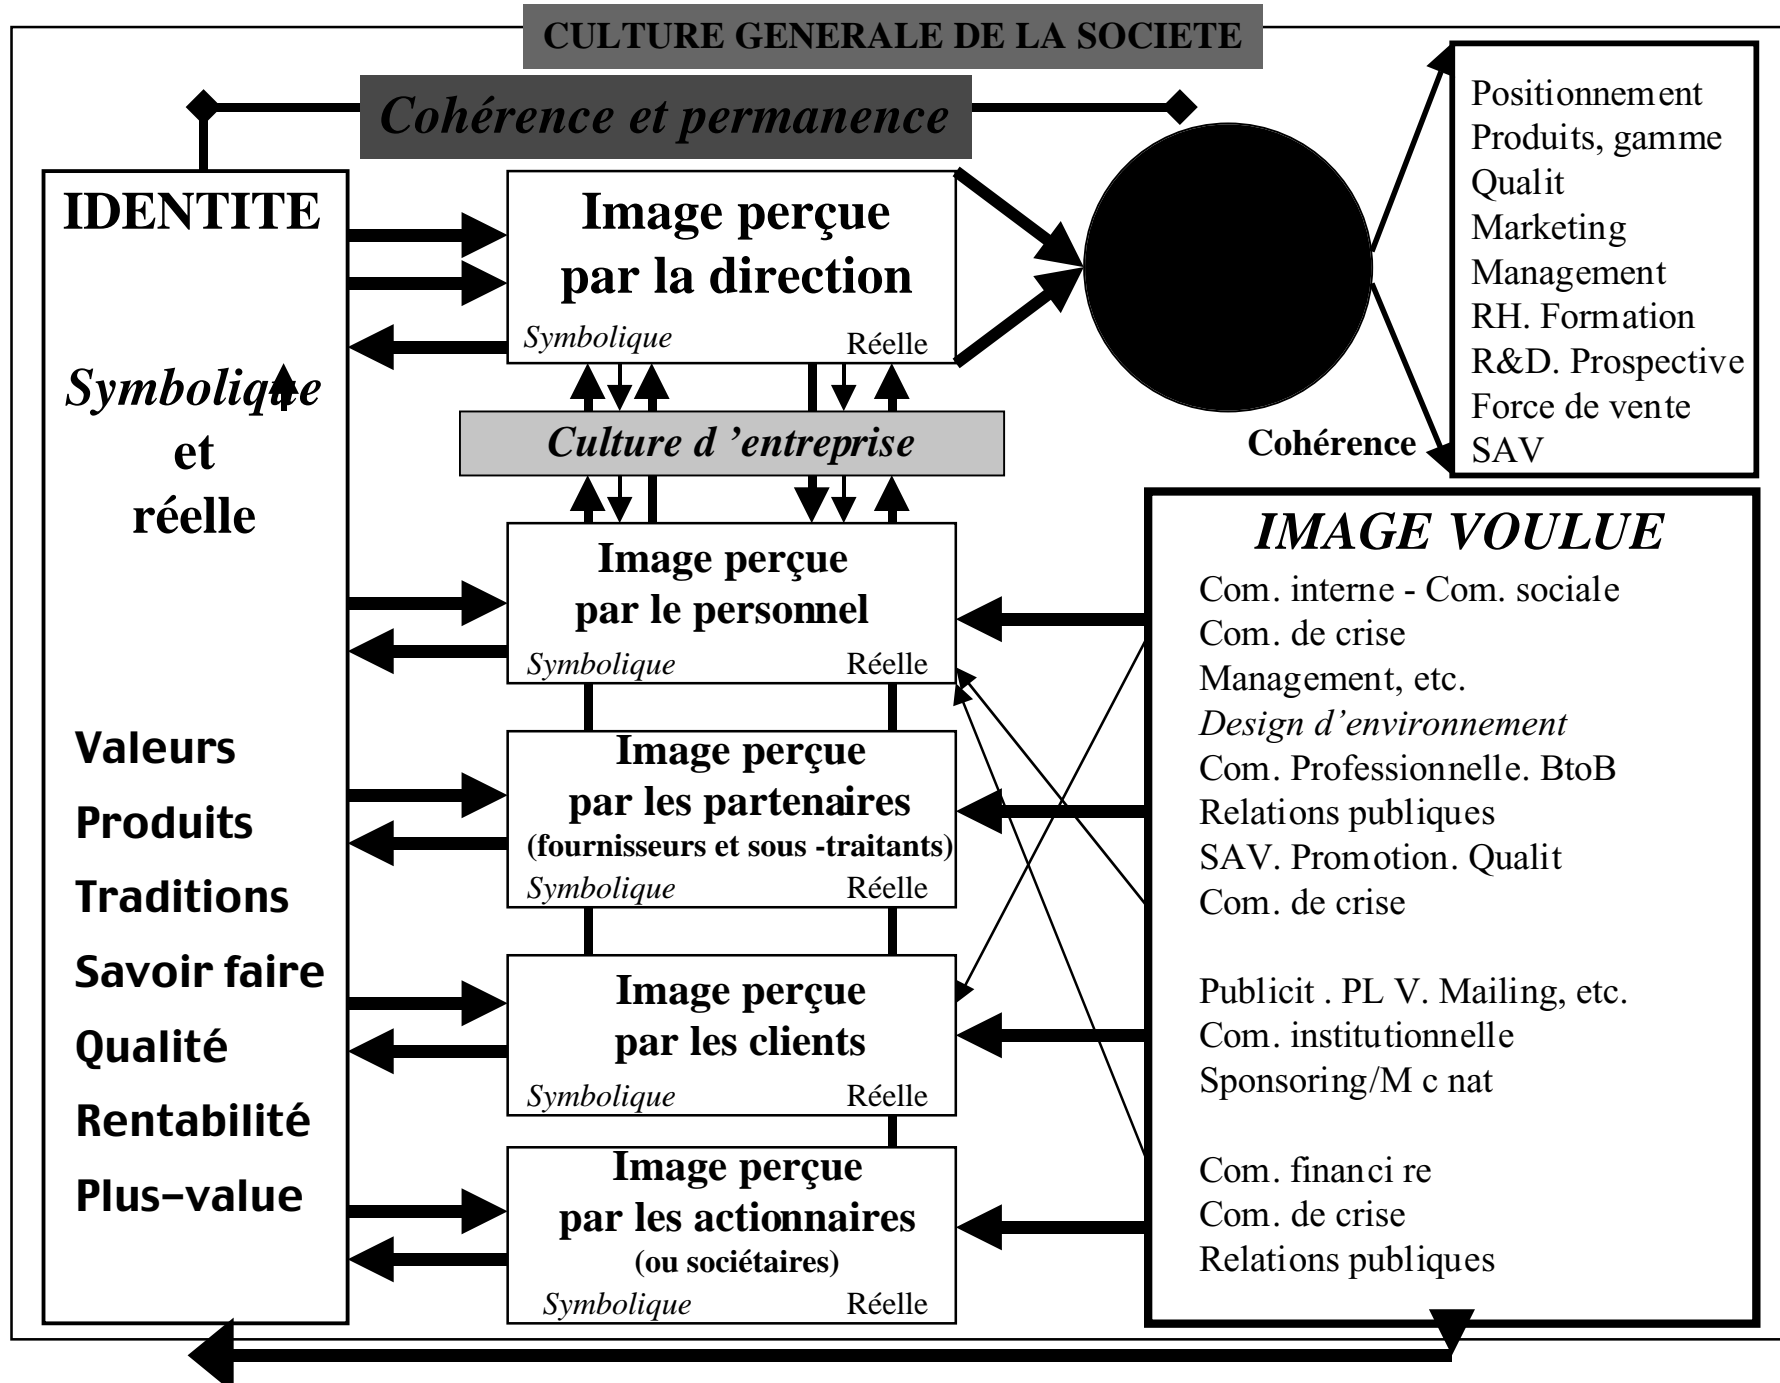 CULTURE GENERALE DE LA SOCIETE
Cohérence et permanence
IDENTITE
Symbolique
et
réelle
Valeurs
Produits
Traditions
Savoir faire
Qualité
Rentabilité
Plus-value
Image perçue
par la direction
Symbolique Réelle
Culture d ’entreprise
Image perçue
par le personnel
Symbolique Réelle
Image perçue
par les partenaires
(fournisseurs et sous -traitants)
Symbolique Réelle
Image perçue
par les clients
Symbolique Réelle
Image perçue
par les actionnaires
(ou sociétaires)
Symbolique Réelle
Positionnement
Produits, gamme
Qualit
Marketing
Management
RH. Formation
R&D. Prospective
Force de vente
SAV
Cohérence
IMAGE VOULUE
Com. interne - Com. sociale
Com. de crise
Management, etc.
Design d’environnement
Com. Professionnelle. BtoB
Relations publiques
SAV. Promotion. Qualit
Com. de crise
Publicit . PL V. Mailing, etc.
Com. institutionnelle
Sponsoring/M c nat
Com. financi re
Com. de crise
Relations publiques